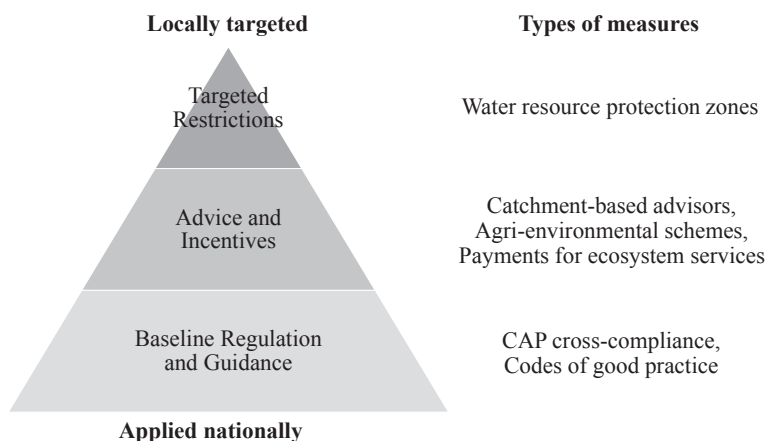 Locally targeted
Types of measures
Targeted
Restrictions
Water resource protection zones
Advice and
Incentives
Catchment-based advisors,
Agri-environmental schemes,
Payments for ecosystem services
Baseline Regulation
and Guidance
CAP cross-compliance,
Codes of good practice
Applied nationally